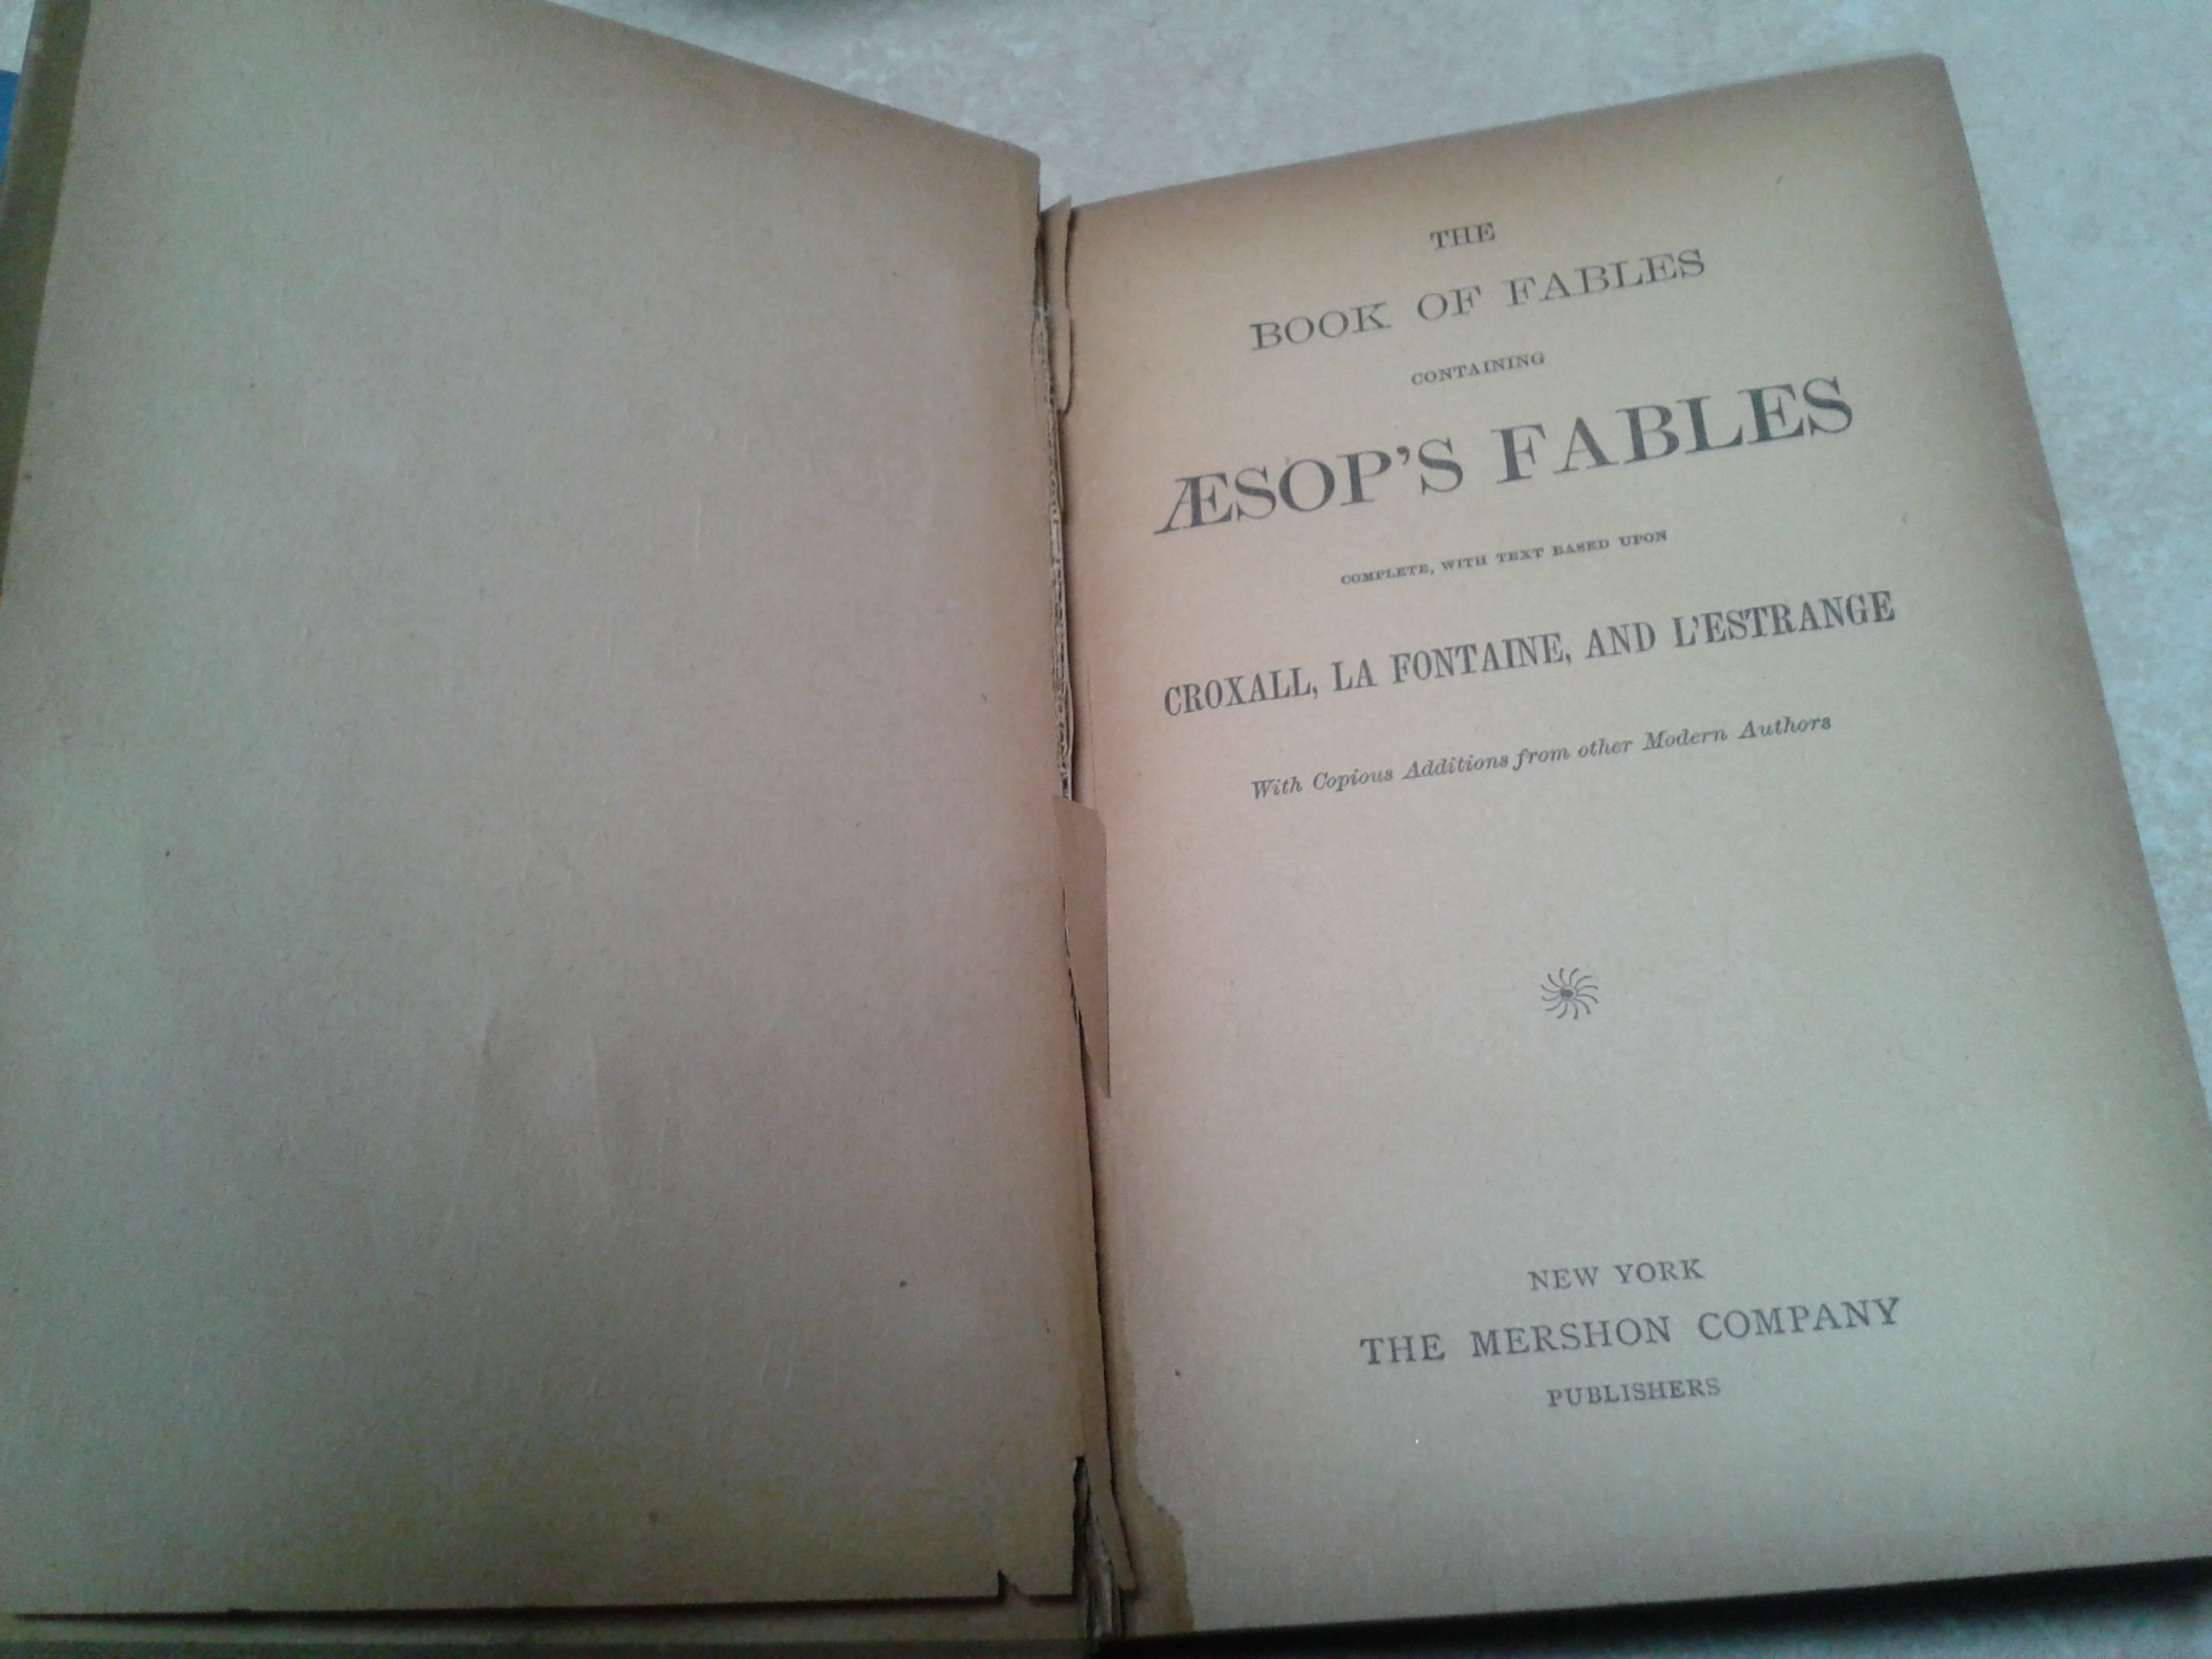 THE
BOOK OF FABLES
CONTAINING
ÆSOP'S FABLES
COMPLETE, WITH TEXT BASED UPON
CROXALL, LA FONTAINE, AND L'ESTRANGE
With Copious Additions from other Modern Authors
NEW YORK
THE MERSHON COMPANY
PUBLISHERS